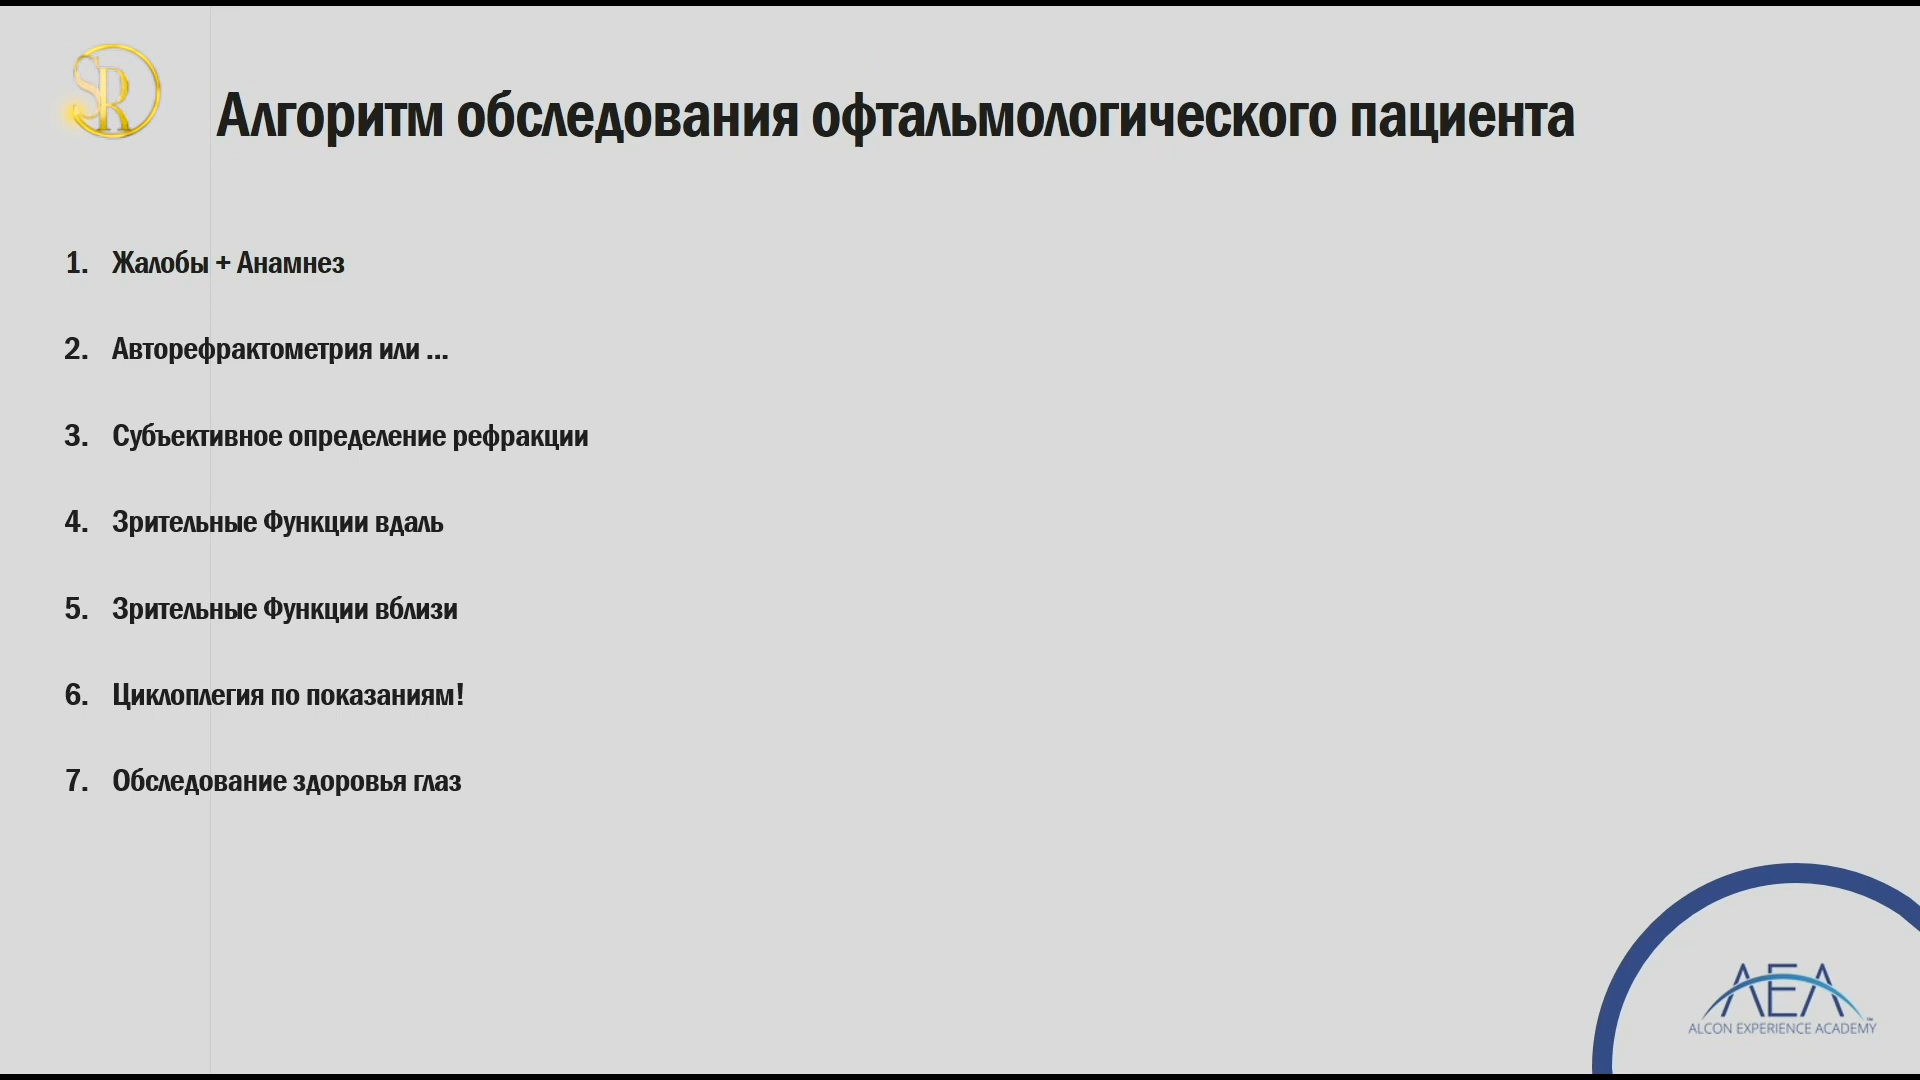 SR
Алгоритм обследования офтальмологического пациента
1. Жалобы + Анамнез
2. Авторефрактометрия или ...
3. Субъективное определение рефракции
4. Зрительные Функции вдаль
5. Зрительные Функции вблизи
6. Циклоплегия по показаниям!
7. Обследование здоровья глаз
AEA
ALCON EXPERIENCE ACADEMY